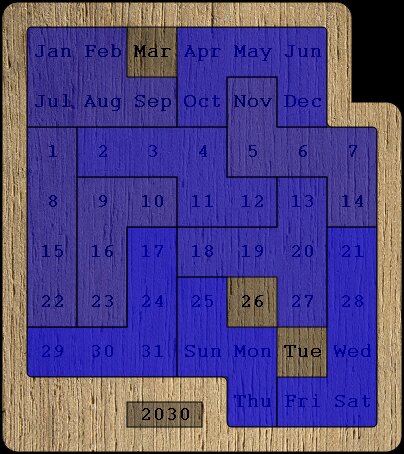 Jan Feb Mar Apr May Jun
Jul Aug Sep Oct Nov Dec
1 2 3 4 5 6 7
8 9 10 11 12 13 14
15 16 17 18 19 20 21
22 23 24 25 26 27 28
29 30 31 Sun Mon Tue Wed
Thu Fri Sat
2030